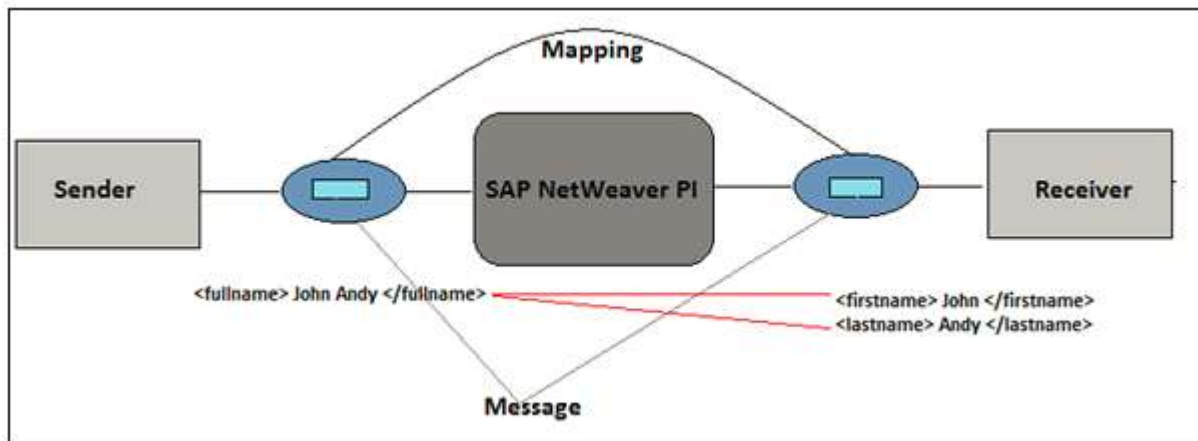 Mapping
Sender
SAP NetWeaver PI
Receiver
<fullname> John Andy </fullname>
<firstname> John </firstname>
<lastname> Andy </lastname>
Message